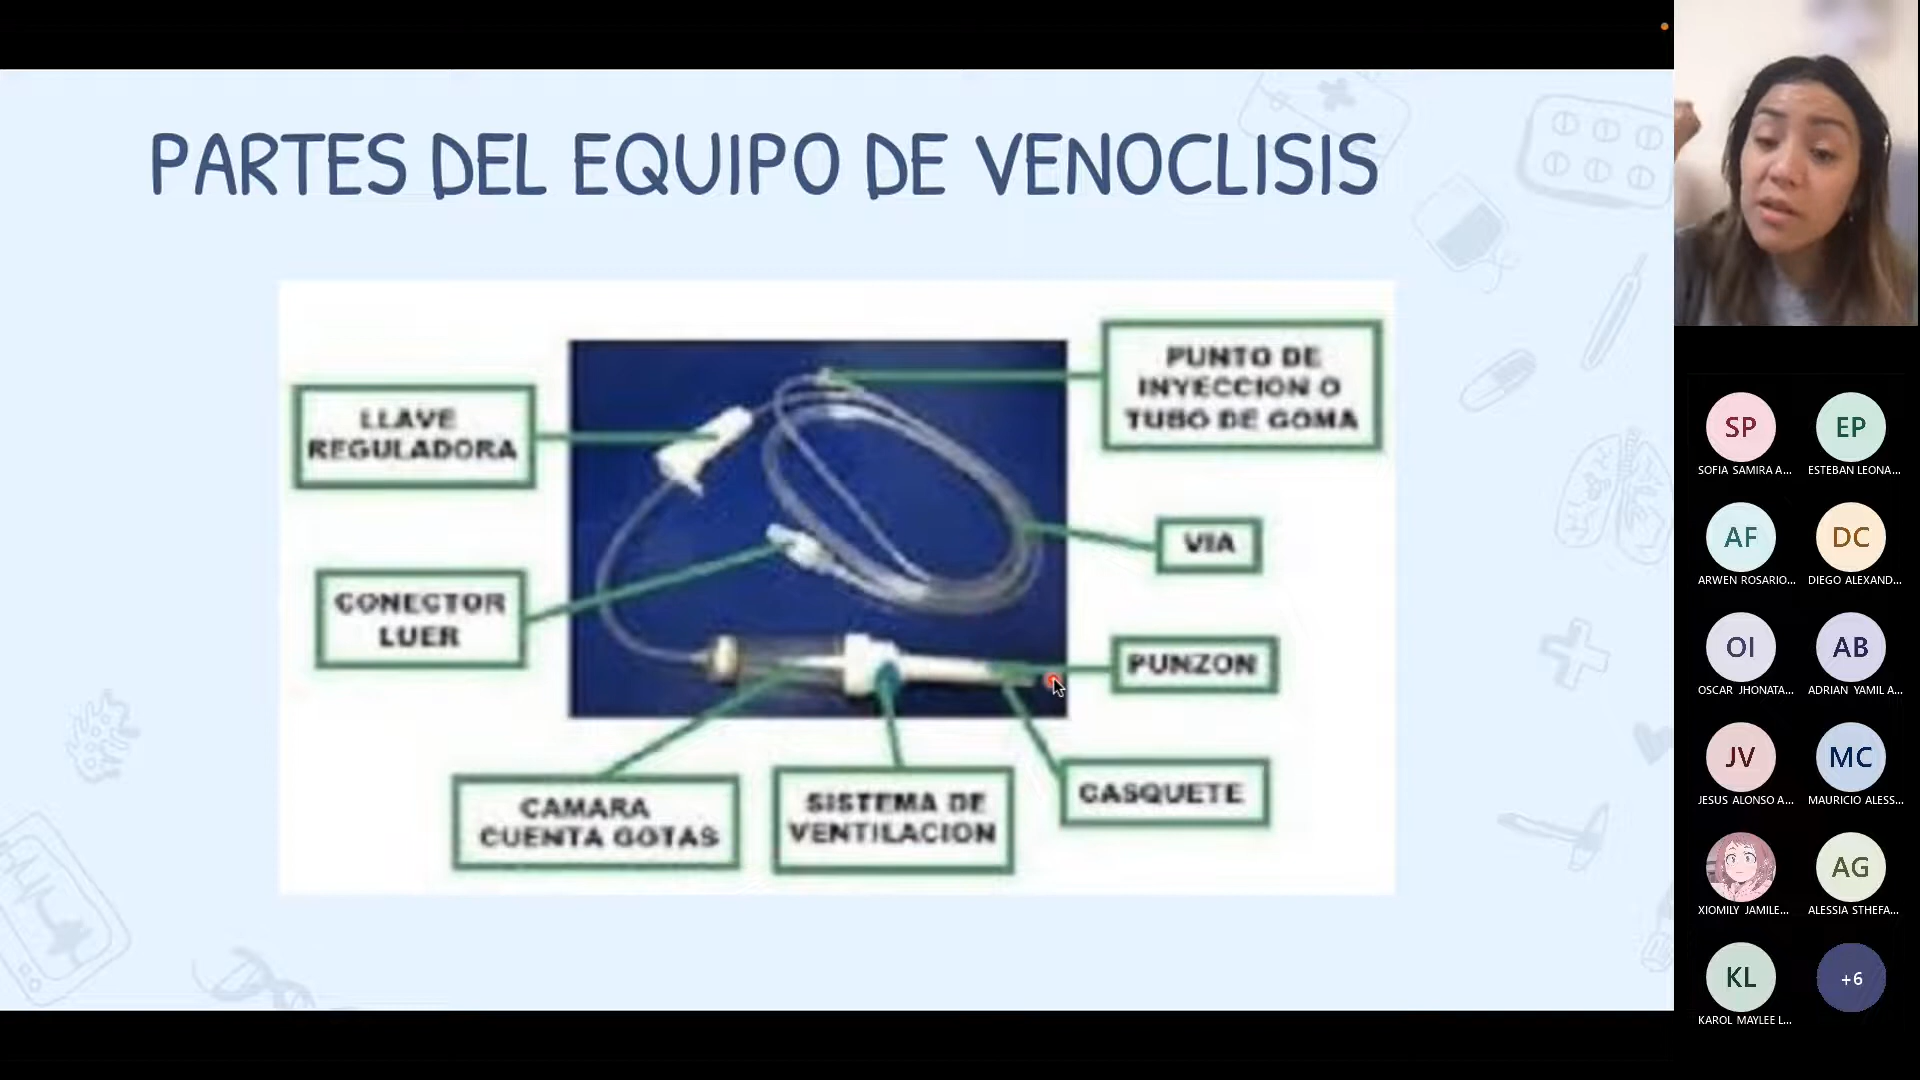 PARTES DEL EQUIPO DE VENOCLISIS
LLAVE
REGULADORA
PUNTO DE
INYECCION O
TUBO DE GOMA
VIA
CONECTOR
LUER
PUNZON
CASQUETE
CAMARA
CUENTA GOTAS
SISTEMA DE
VENTILACION
SP
EP
SOFIA SAMIRA A...
ESTEBAN LEONA...
AF
DC
ARWEN ROSARIO...
DIEGO ALEXAND...
OI
AB
OSCAR JHONATA...
ADRIAN YAMIL A...
JV
MC
JESUS ALONSO A...
MAURICIO ALESS...
AG
XIOMILY JAMILE...
ALESSIA STHEFA...
KL
+6
KAROL MAYLEE L...